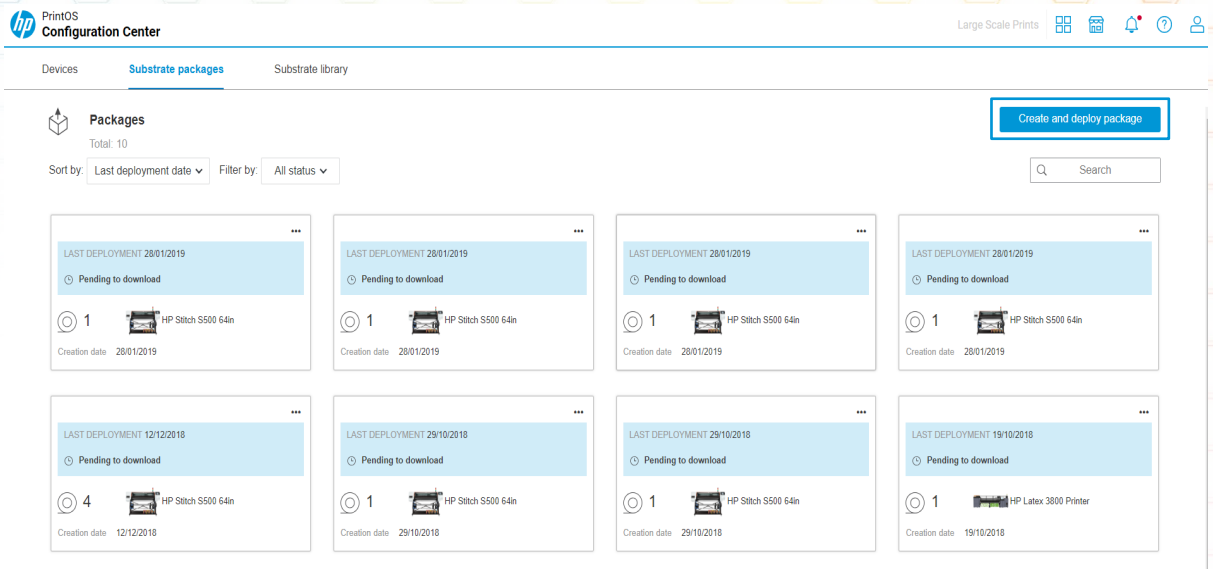 hp
PrintOS
Configuration Center
Large Scale Prints
?
Devices Substrate packages Substrate library
Packages
Create and deploy package
Total: 10
Sort by: Last deployment date Filter by: All status
Search
LAST DEPLOYMENT 28/01/2019 LAST DEPLOYMENT 28/01/2019 LAST DEPLOYMENT 28/01/2019 LAST DEPLOYMENT 28/01/2019
Pending to download Pending to download Pending to download Pending to download
1 HP Stitch S500 64in 1 HP Stitch S500 64in 1 HP Stitch S500 64in 1 HP Stitch S500 64in
Creation date 28/01/2019 Creation date 28/01/2019 Creation date 28/01/2019 Creation date 28/01/2019
LAST DEPLOYMENT 12/12/2018 LAST DEPLOYMENT 29/10/2018 LAST DEPLOYMENT 29/10/2018 LAST DEPLOYMENT 19/10/2018
Pending to download Pending to download Pending to download Pending to download
4 HP Stitch S500 64in 1 HP Stitch S500 64in 1 HP Stitch S500 64in 1 HP Latex 3800 Printer
Creation date 12/12/2018 Creation date 29/10/2018 Creation date 29/10/2018 Creation date 19/10/2018